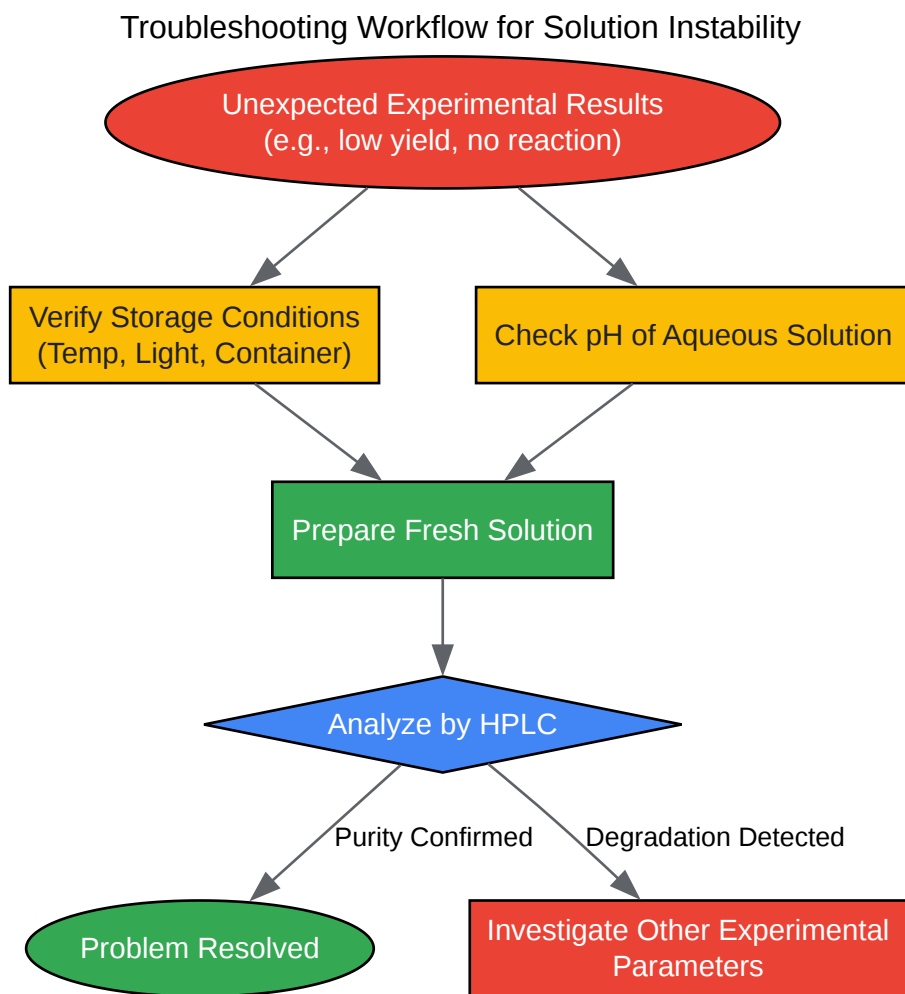 Troubleshooting Workflow for Solution Instability
Unexpected Experimental Results
(e.g., low yield, no reaction)
Verify Storage Conditions
(Temp, Light, Container)
Check pH of Aqueous Solution
Prepare Fresh Solution
Analyze by HPLC
Purity Confirmed
Degradation Detected
Problem Resolved
Investigate Other Experimental
Parameters